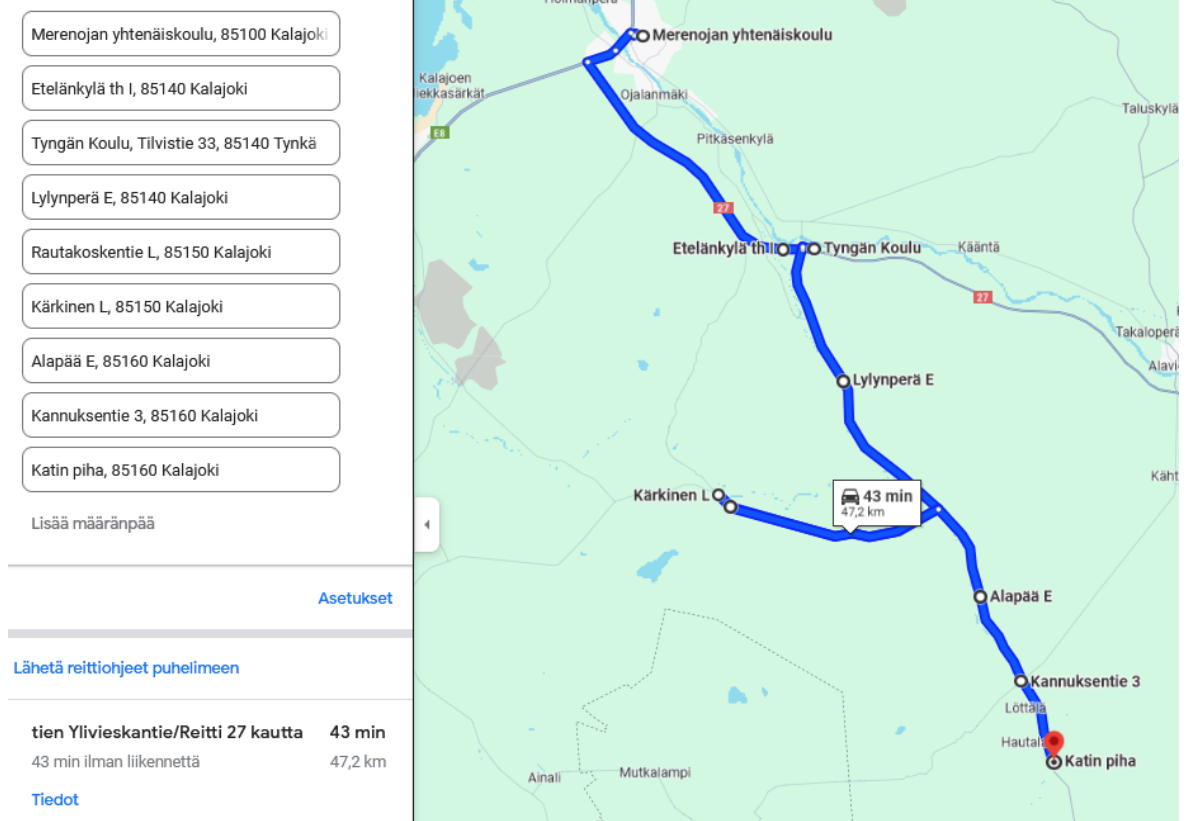 Merenojan yhtenäiskoulu, 85100 Kalajoki
Etelänkylä th I, 85140 Kalajoki
Tyngän Koulu, Tilvistie 33, 85140 Tynkä
Lylynperä E, 85140 Kalajoki
Rautakoskentie L, 85150 Kalajoki
Kärkinen L, 85150 Kalajoki
Alapää E, 85160 Kalajoki
Kannuksentie 3, 85160 Kalajoki
Katin piha, 85160 Kalajoki
Lisää määränpää
Asetukset
Lähetä reittiohjeet puhelimeen
tien Ylivieskantie/Reitti 27 kautta 43 min
43 min ilman liikennettä 47,2 km
Tiedot
Merenojan yhtenäiskoulu
Kalajoen
iekkasärkät
Ojalanmäki
Taluskylä
E8
Pitkäsenkylä
27
Etelänkylä th I
Tyngän Koulu
Kääntä
27
Takaloperä
Alavi
Lylynperä E
Käht
Kärkinen L
43 min
47,2 km
Alapää E
Kannuksentie 3
Löttälä
Hautala
Katin piha
Ainali
Mutkalampi